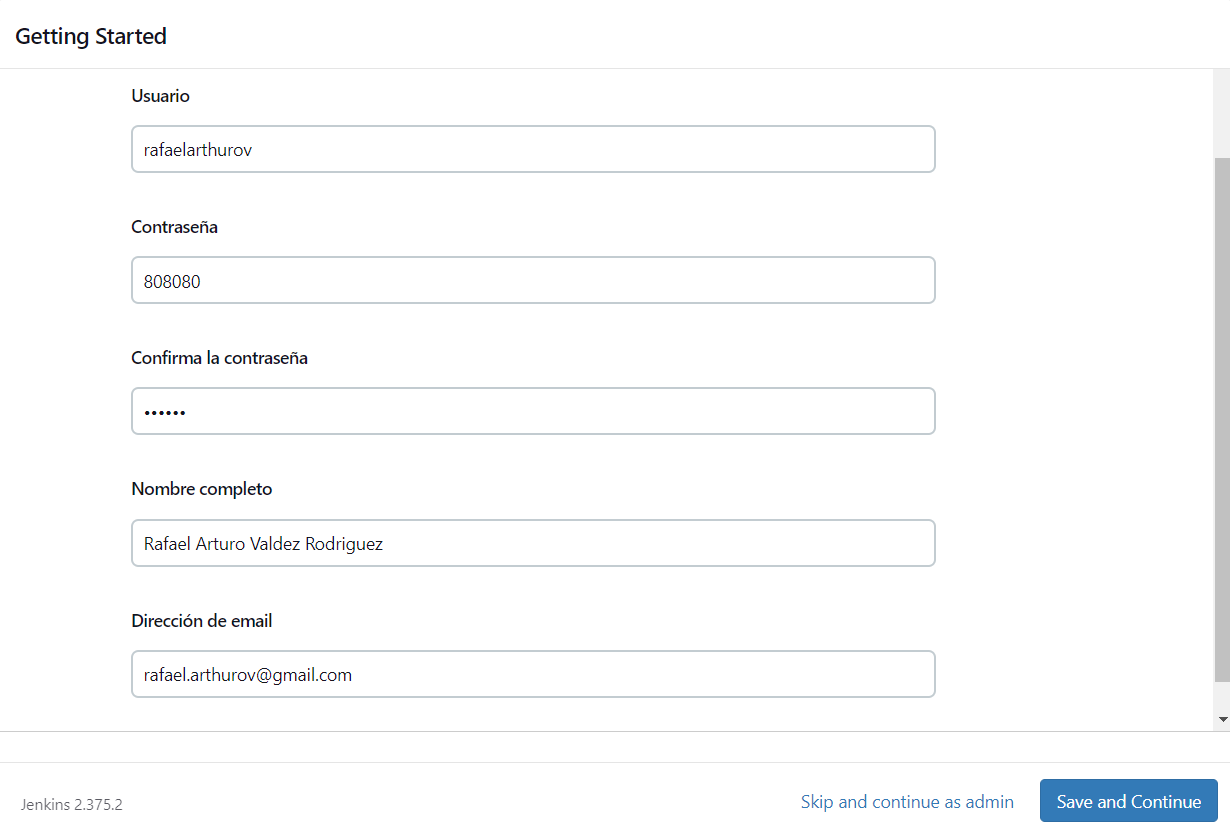 Getting Started
Usuario
rafaelarthurov
Contraseña
808080
Confirma la contraseña
••••••
Nombre completo
Rafael Arturo Valdez Rodriguez
Dirección de email
rafael.arthurov@gmail.com
Jenkins 2.375.2
Skip and continue as admin
Save and Continue